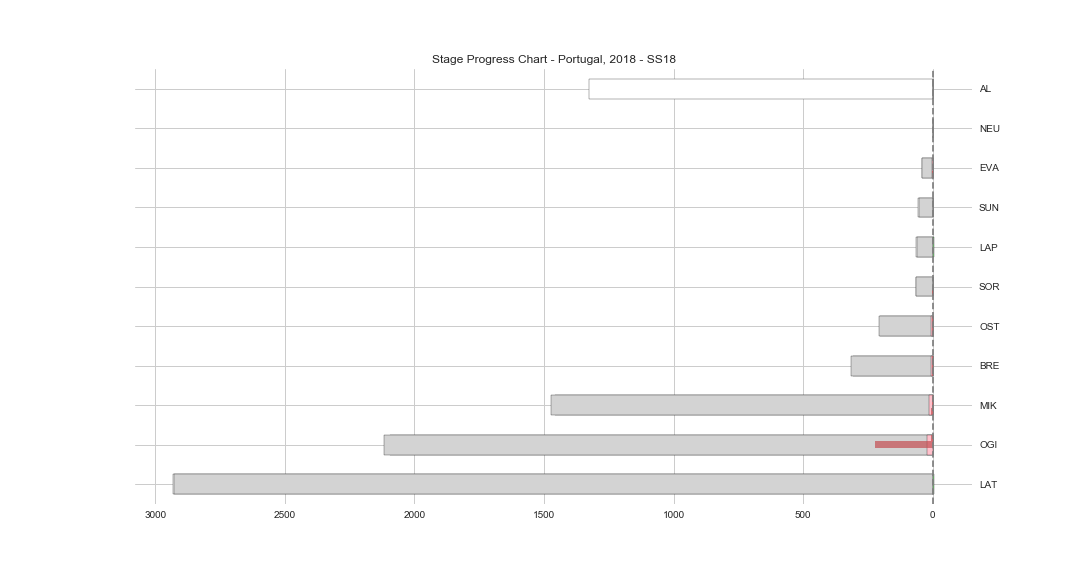 Stage Progress Chart - Portugal, 2018 - SS18
AL
NEU
EVA
SUN
LAP
SOR
OST
BRE
MIK
OGI
LAT
3000 2500 2000 1500 1000 500 0